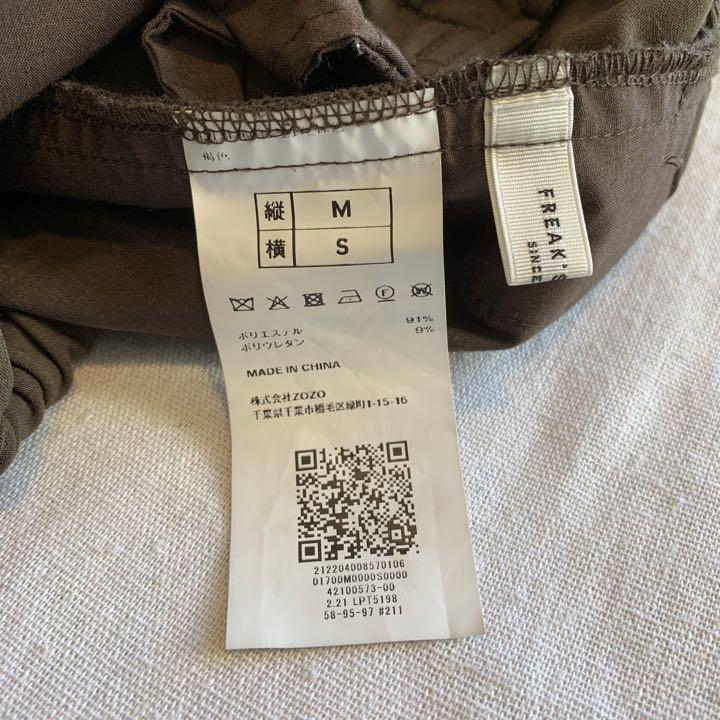 褐色
縦 M
横 S
ポリエステル 91%
ポリウレタン 9%
MADE IN CHINA
株式会社ZOZO
千葉県千葉市稲毛区緑町1-15-16
212204008570106
01700M0000S0000
42100573-00
2.21 LPT5198
58-95-97 #211
FREAK'S
SINCE